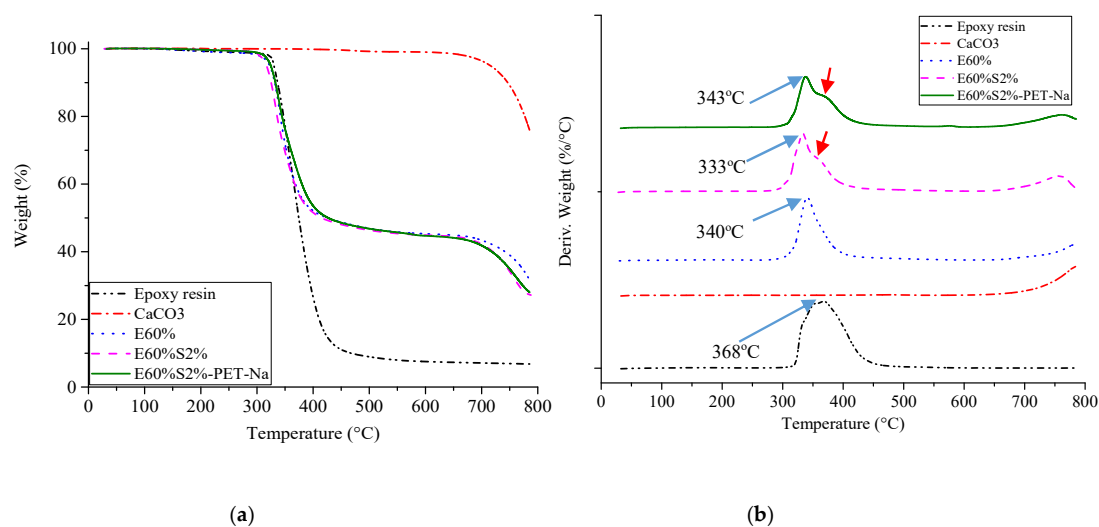 100
80
60
40
20
0
Weight (%)
Epoxy resin
CaCO3
E60%
E60%S2%
E60%S2%-PET-Na
0 100 200 300 400 500 600 700 800
Temperature (°C)
(a)
Epoxy resin
CaCO3
E60%
E60%S2%
E60%S2%-PET-Na
343°C
333°C
340°C
368°C
Deriv. Weight (%/°C)
0 100 200 300 400 500 600 700 800
Temperature (°C)
(b)